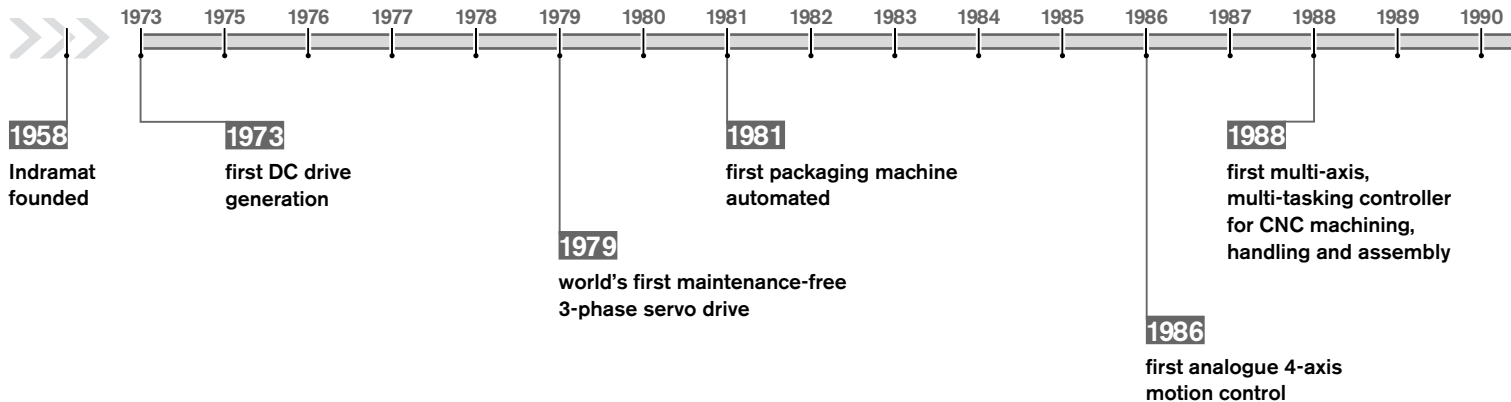 1973 1975 1976 1977 1978 1979 1980 1981 1982 1983 1984 1985 1986 1987 1988 1989 1990
1958
Indramat
founded
1973
first DC drive
generation
1979
world's first maintenance-free
3-phase servo drive
1981
first packaging machine
automated
1986
first analogue 4-axis
motion control
1988
first multi-axis,
multi-tasking controller
for CNC machining,
handling and assembly